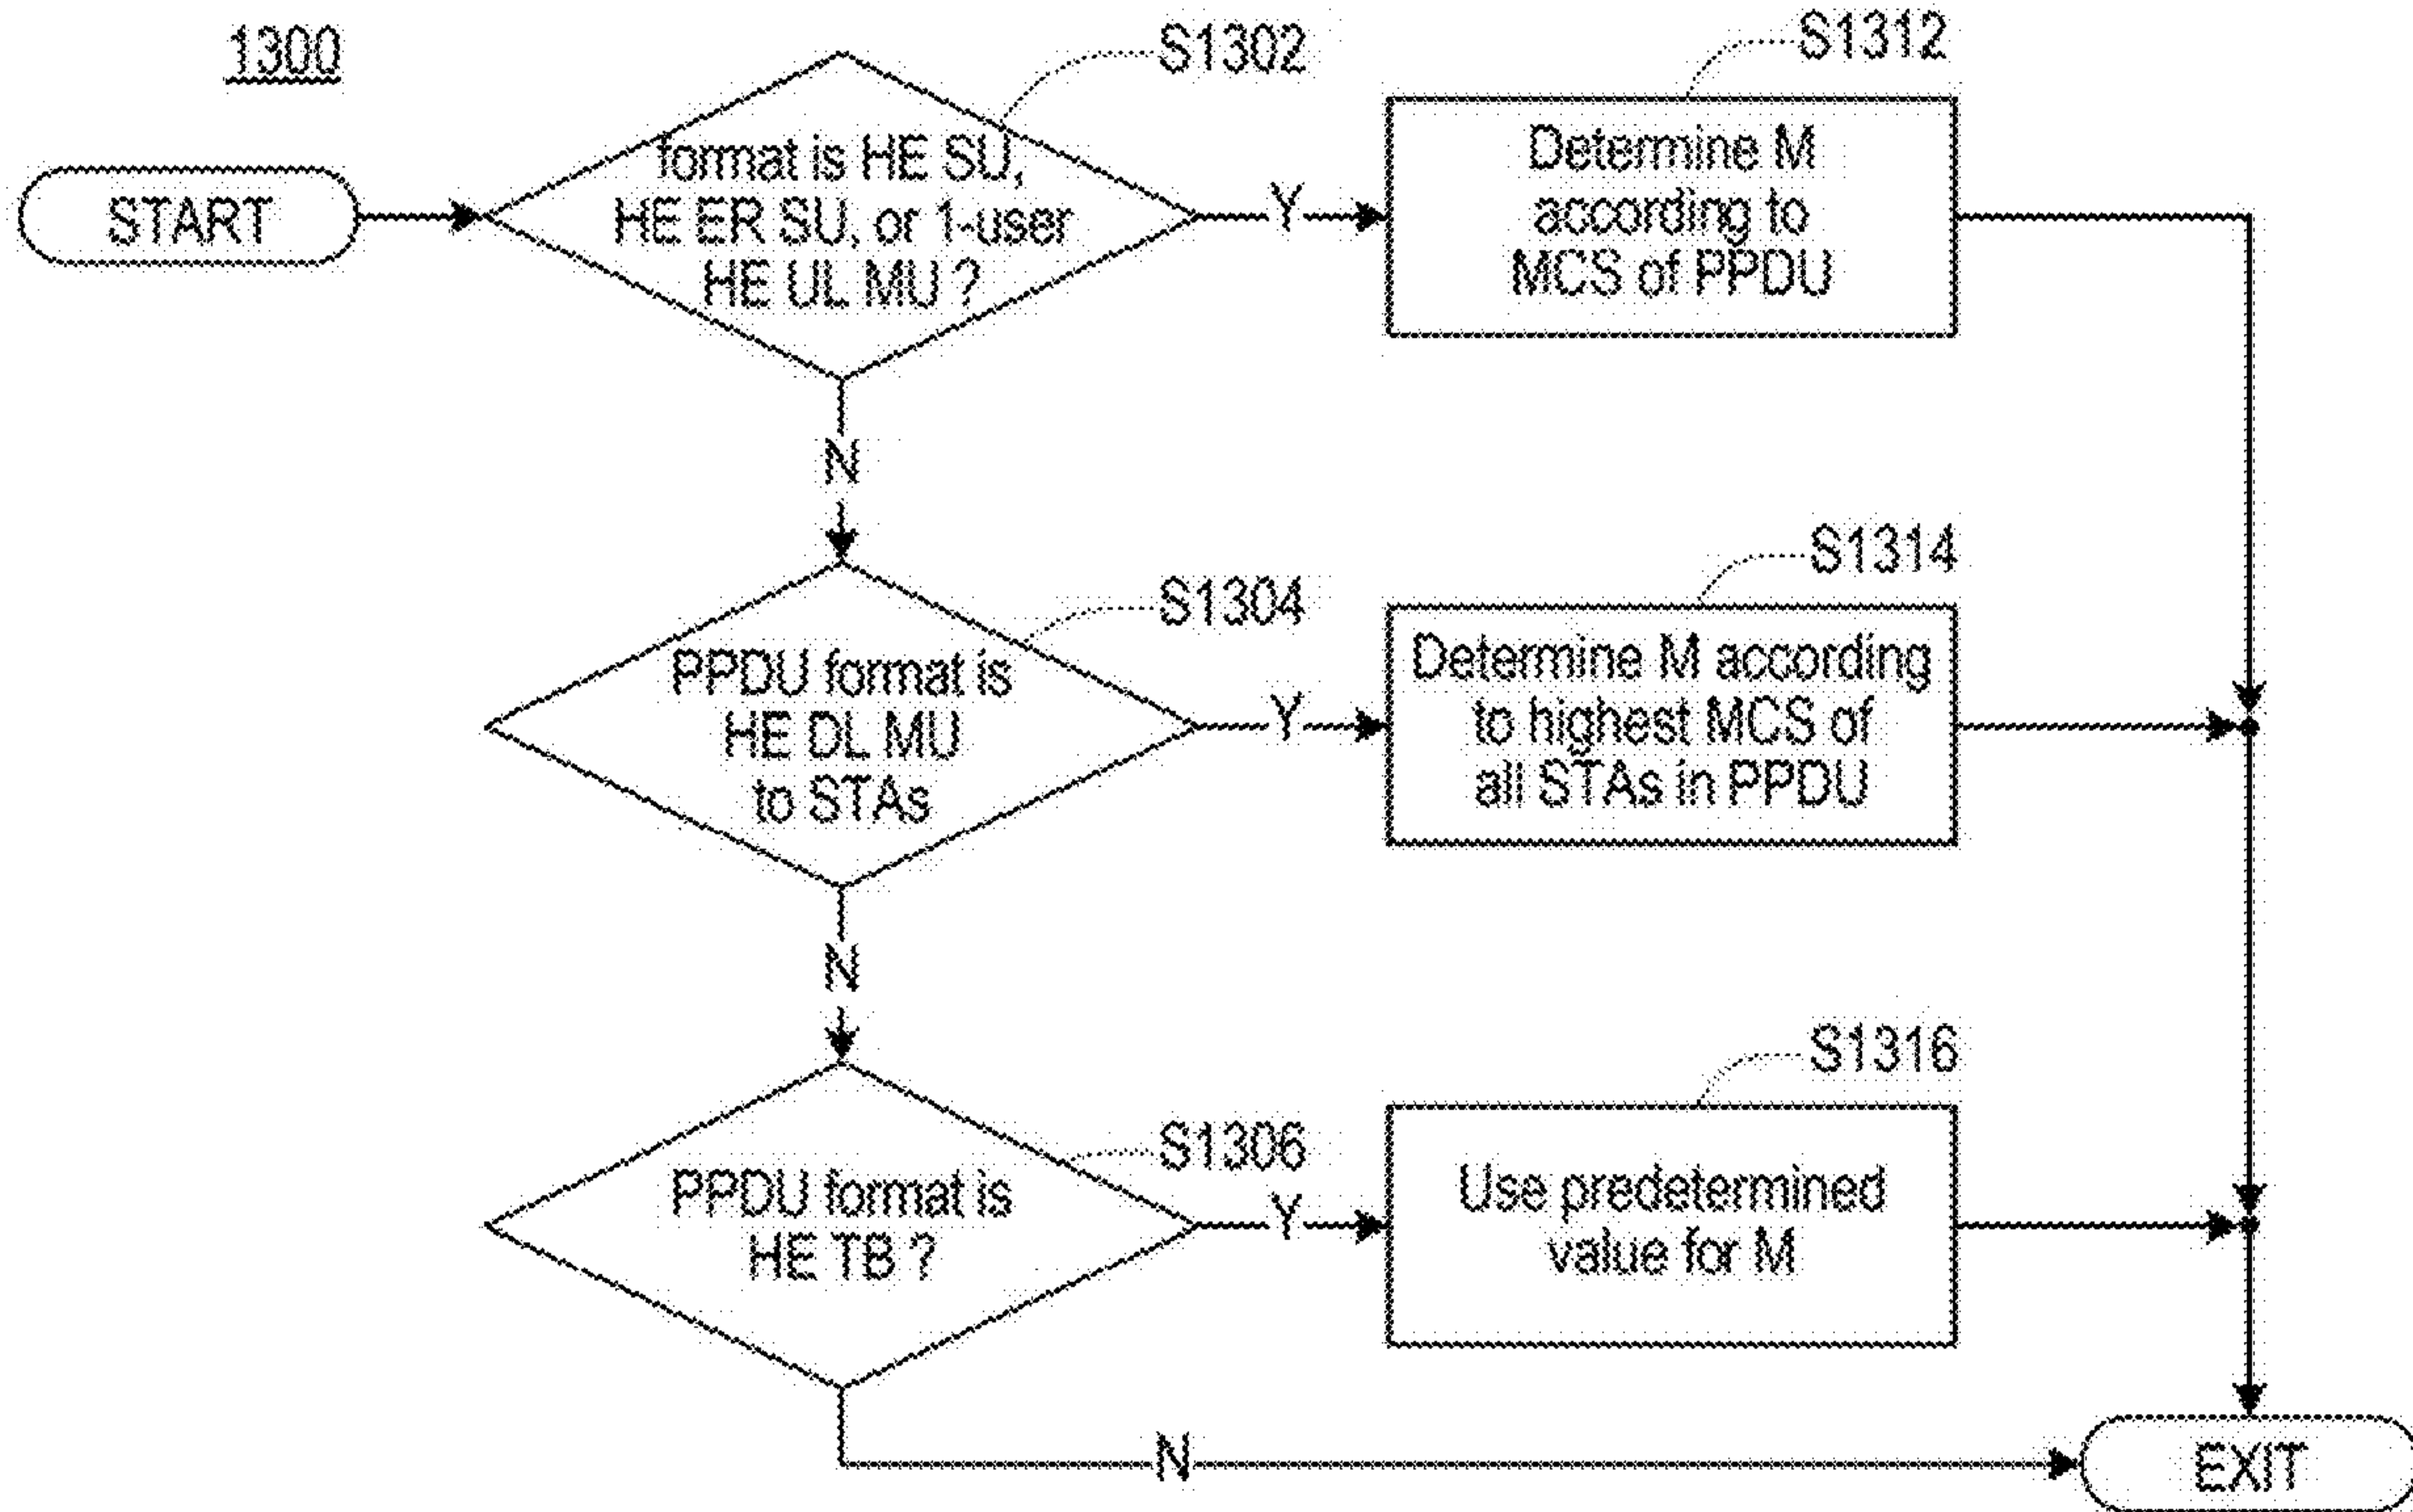 1300
START
S1302
format is HE SU,
HE ER SU, or 1-user
HE UL MU ?
Y
S1312
Determine M
according to
MCS of PPDU
N
S1304
PPDU format is
HE DL MU
to STAs
Y
S1314
Determine M according
to highest MCS of
all STAs in PPDU
N
S1306
PPDU format is
HE TB ?
Y
S1316
Use predetermined
value for M
N
EXIT